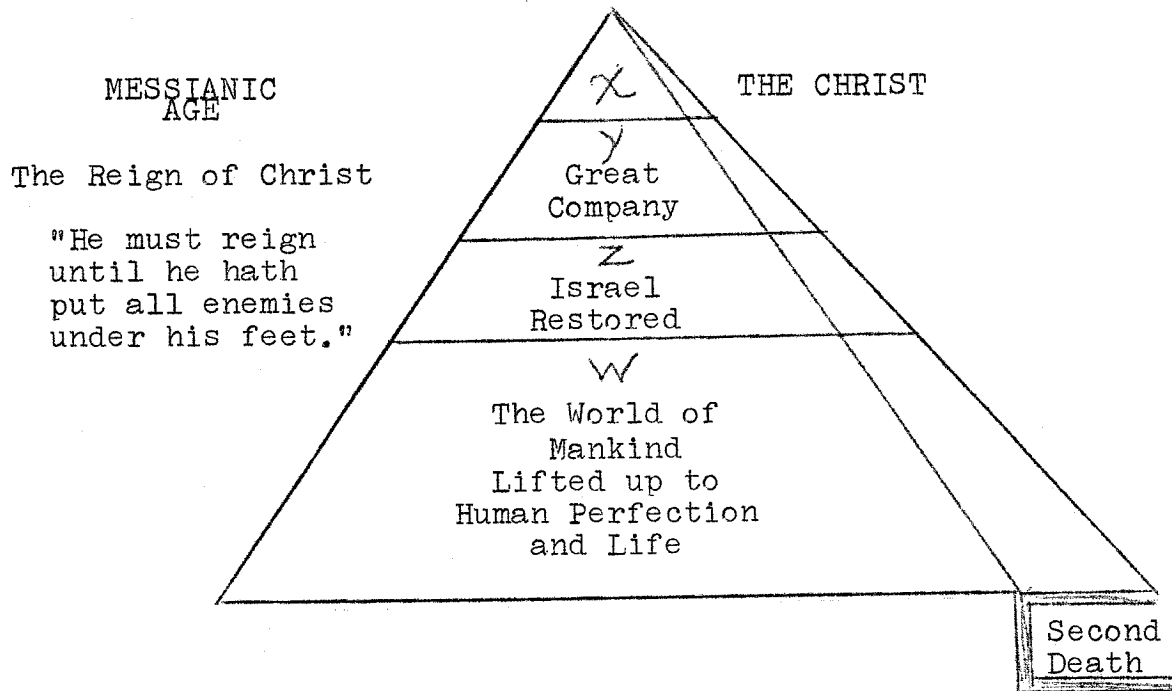 MESSIANIC
AGE
The Reign of Christ
"He must reign
until he hath
put all enemies
under his feet."
THE CHRIST
x
y
Great
Company
z
Israel
Restored
W
The World of
Mankind
Lifted up to
Human Perfection
and Life
Second
Death